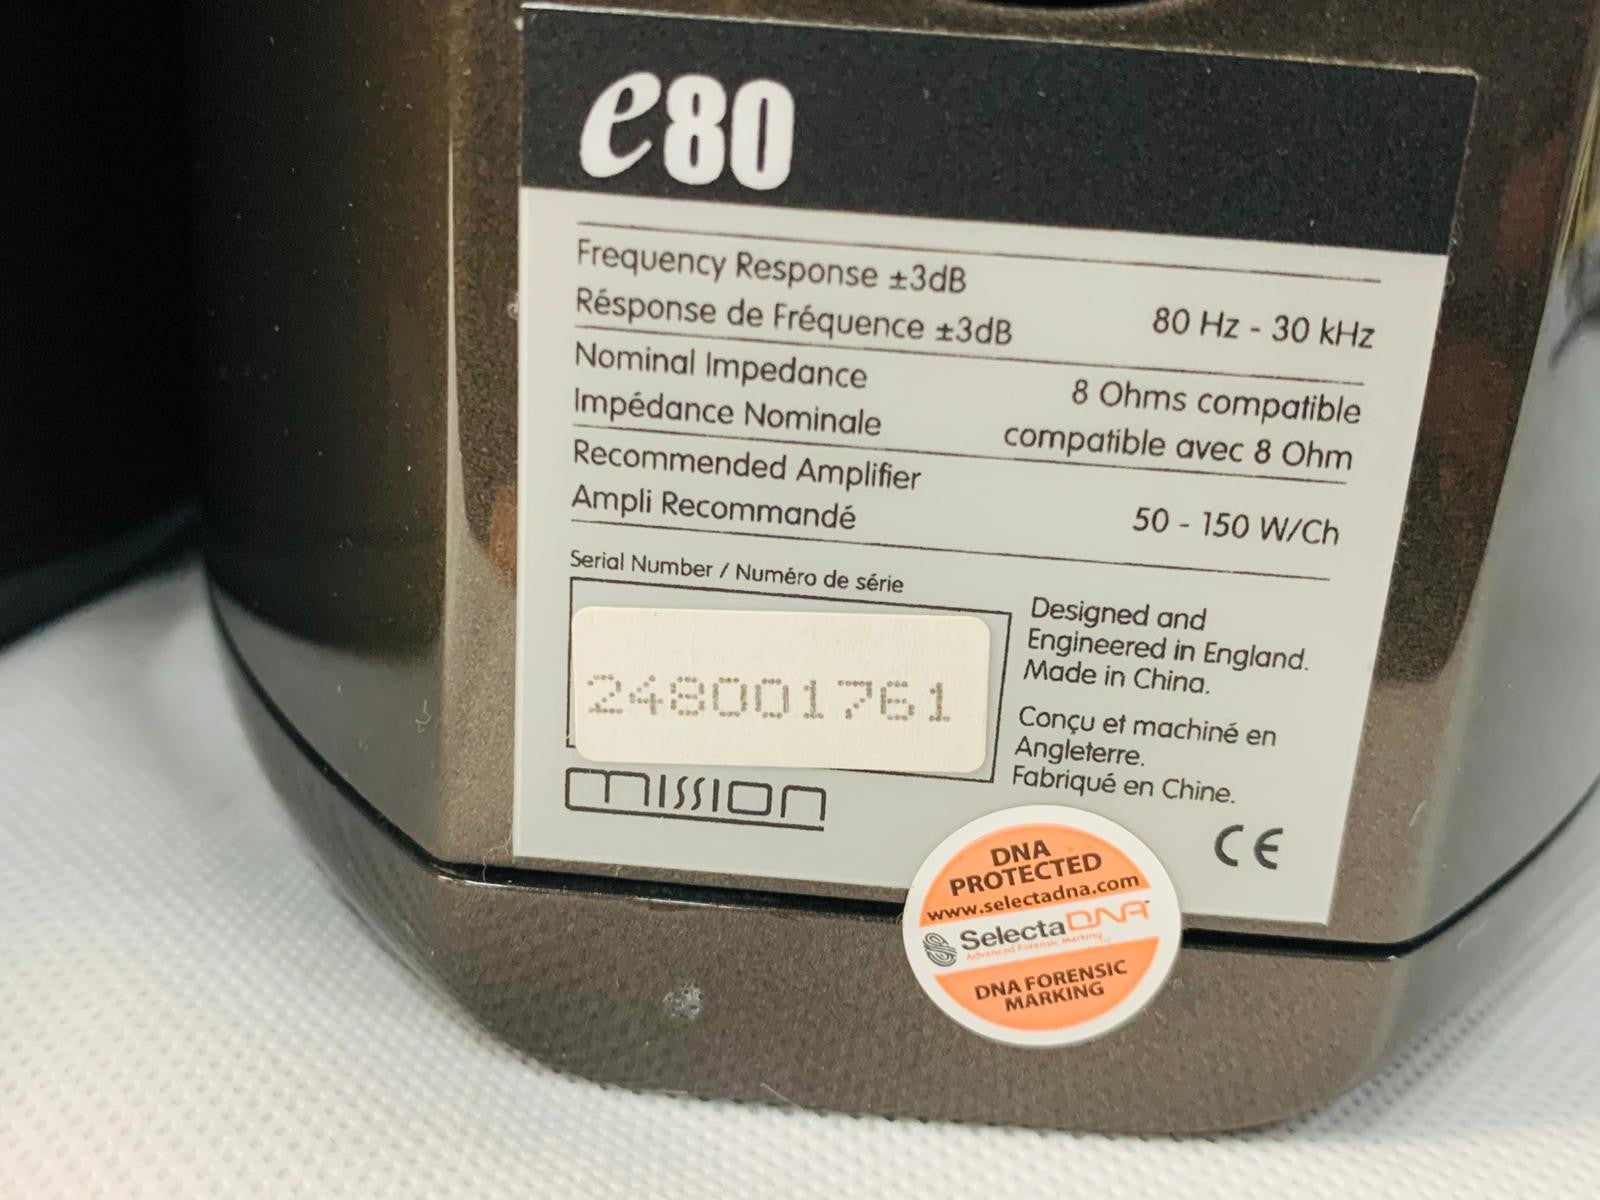 e80
Frequency Response ±3dB
Résponse de Fréquence ±3dB
80 Hz - 30 kHz
Nominal Impedance
8 Ohms compatible
Impédance Nominale
compatible avec 8 Ohm
Recommended Amplifier
Ampli Recommandé
50 - 150 W/Ch
Serial Number / Numéro de série
248001761
mission
Designed and
Engineered in England.
Made in China.
Conçu et machiné en
Angleterre.
Fabriqué en Chine.
CE
DNA
PROTECTED
www.selectadna.com
SelectaDNA
Advanced Forensic Marking
DNA FORENSIC
MARKING